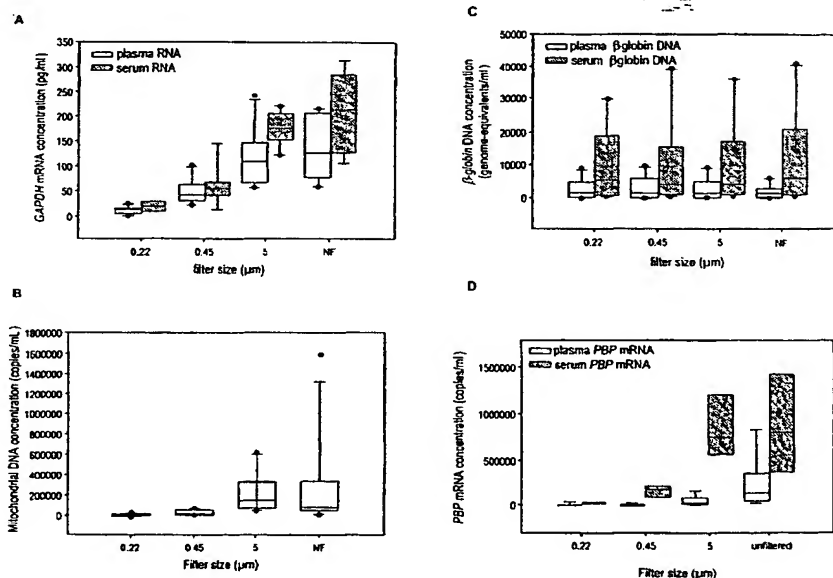 A
plasma RNA
serum RNA
GAPDH mRNA concentration (pg/ml)
350
300
250
200
150
100
50
0
0.22
0.45
5
NF
filter size (µm)
B
Mitochondrial DNA concentration (copies/mL)
1800000
1600000
1400000
1200000
1000000
800000
600000
400000
200000
0
0.22
0.45
5
NF
Filter size (µm)
C
plasma β-globin DNA
serum β-globin DNA
β-globin DNA concentration
(genome-equivalents/ml)
50000
40000
30000
20000
10000
0
0.22
0.45
5
NF
filter size (µm)
D
plasma PBP mRNA
serum PBP mRNA
PBP mRNA concentration (copies/ml)
1500000
1000000
500000
0
0.22
0.45
5
unfiltered
Filter size (µm)